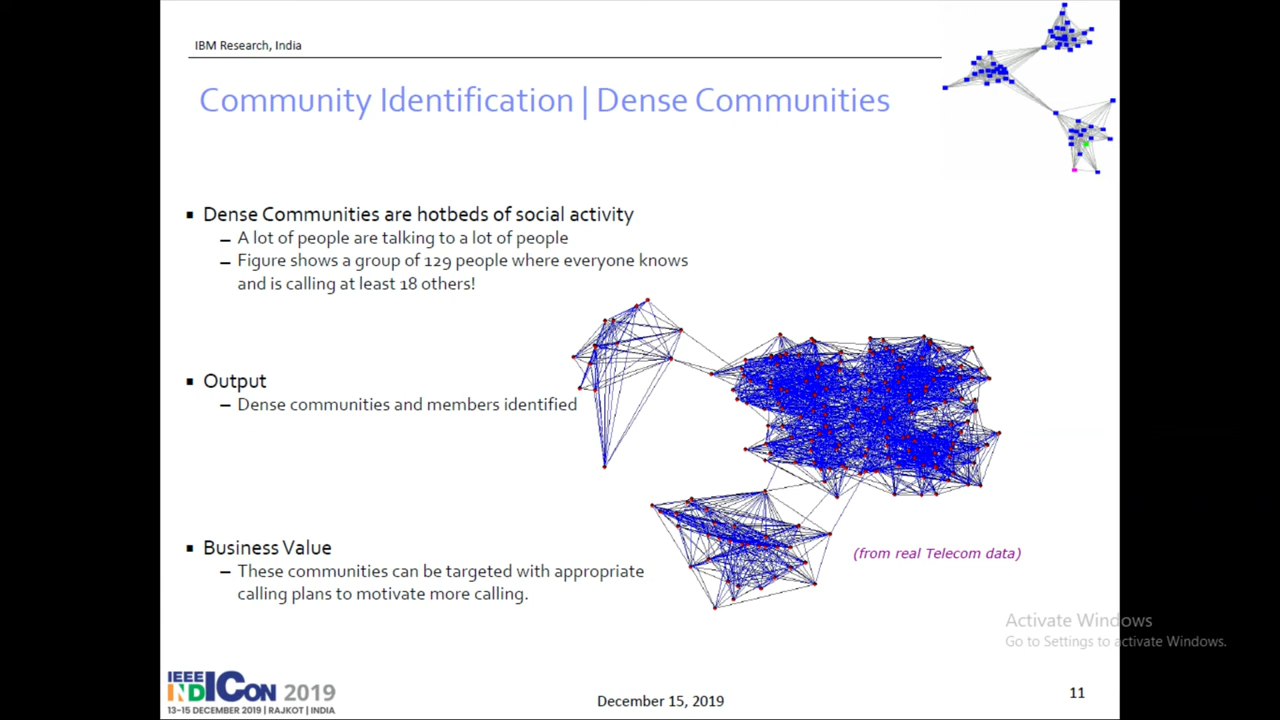 IBM Research, India
Community Identification | Dense Communities
▪ Dense Communities are hotbeds of social activity
– A lot of people are talking to a lot of people
– Figure shows a group of 129 people where everyone knows
and is calling at least 18 others!
▪ Output
– Dense communities and members identified
▪ Business Value
– These communities can be targeted with appropriate
calling plans to motivate more calling.
(from real Telecom data)
Activate Windows
Go to Settings to activate Windows.
IEEE
INDICon 2019
13-15 DECEMBER 2019 | RAJKOT | INDIA
December 15, 2019
11